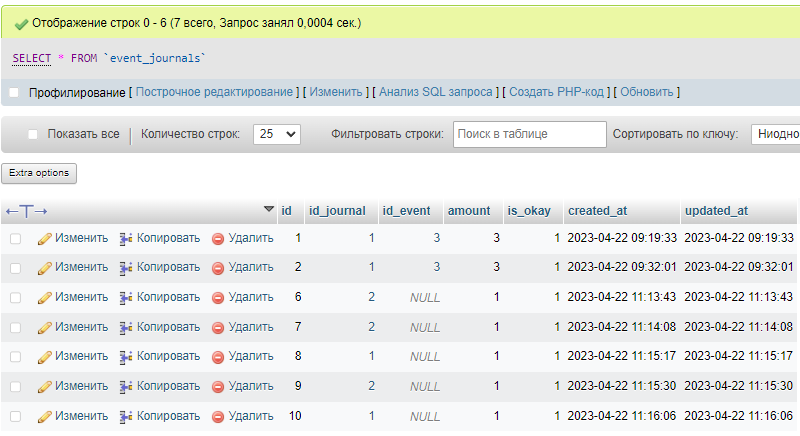 Отображение строк 0 - 6 (7 всего, Запрос занял 0,0004 сек.)
SELECT * FROM `event_journals`
Профилирование [ Построчное редактирование ] [ Изменить ] [ Анализ SQL запроса ] [ Создать PHP-код ] [ Обновить ]
Показать все Количество строк: 25 Фильтровать строки: Поиск в таблице Сортировать по ключу: Ниодно
Extra options
←T→ id id_journal id_event amount is_okay created_at updated_at
Изменить Копировать Удалить 1 1 3 3 1 2023-04-22 09:19:33 2023-04-22 09:19:33
Изменить Копировать Удалить 2 1 3 3 1 2023-04-22 09:32:01 2023-04-22 09:32:01
Изменить Копировать Удалить 6 2 NULL 1 1 2023-04-22 11:13:43 2023-04-22 11:13:43
Изменить Копировать Удалить 7 2 NULL 1 1 2023-04-22 11:14:08 2023-04-22 11:14:08
Изменить Копировать Удалить 8 1 NULL 1 1 2023-04-22 11:15:17 2023-04-22 11:15:17
Изменить Копировать Удалить 9 2 NULL 1 1 2023-04-22 11:15:30 2023-04-22 11:15:30
Изменить Копировать Удалить 10 1 NULL 1 1 2023-04-22 11:16:06 2023-04-22 11:16:06